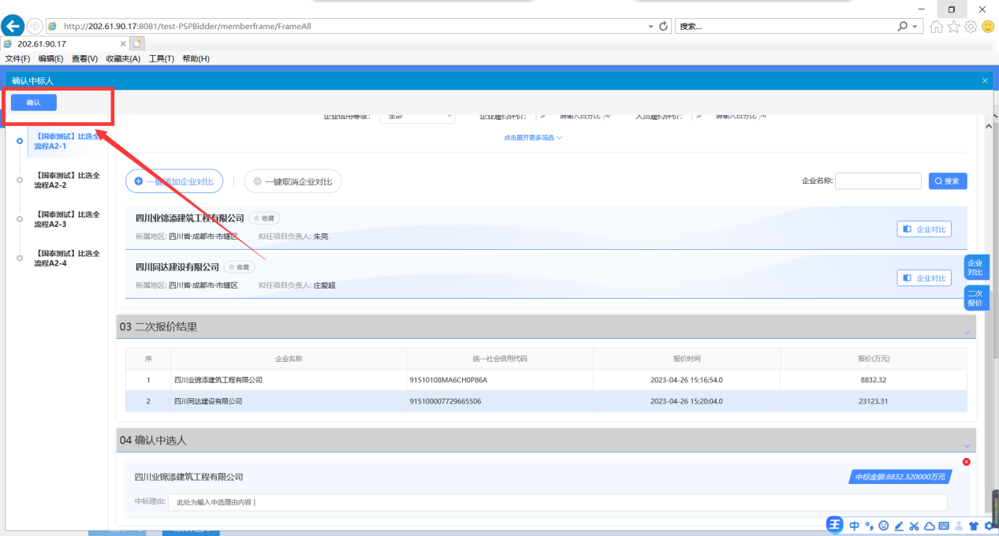 http://202.61.90.17:8081/test-PSPBidder/memberframe/FrameAll
搜索...
202.61.90.17
文件(F) 编辑(E) 查看(V) 收藏夹(A) 工具(T) 帮助(H)
确认中标人
确认
企业信用等级: 全部 企业履约评价: 请输入百分比 % 人员履约评价: 请输入百分比 %
点击展开更多筛选
【国泰测试】比选全
流程A2-1
【国泰测试】比选全
流程A2-2
【国泰测试】比选全
流程A2-3
【国泰测试】比选全
流程A2-4
一键添加企业对比 一键取消企业对比 企业名称: 搜索
四川业锦添建筑工程有限公司 收藏
所属地区: 四川省·成都市·市辖区 拟任项目负责人: 朱亮
企业对比
四川同达建设有限公司 收藏
所属地区: 四川省·成都市·市辖区 拟任项目负责人: 庄爱超
企业对比
企业
对比
二次
报价
03 二次报价结果
序 企业名称 统一社会信用代码 报价时间 报价(万元)
1 四川业锦添建筑工程有限公司 91510108MA6CH0P86A 2023-04-26 15:16:54.0 8832.32
2 四川同达建设有限公司 915100007729665506 2023-04-26 15:20:04.0 23123.31
04 确认中选人
四川业锦添建筑工程有限公司
中标金额:8832.320000万元
中标理由: 此处为输入中选理由内容
王 中